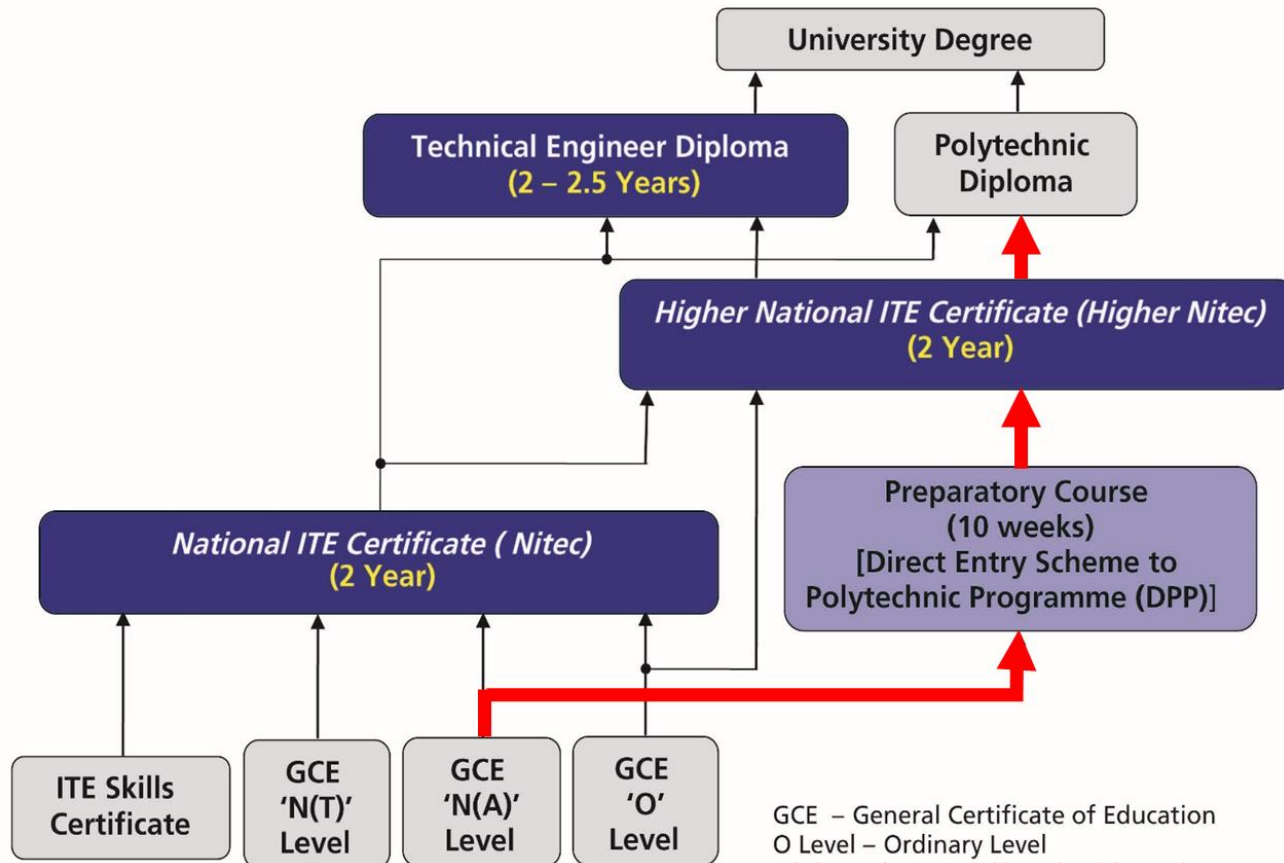 University Degree
Technical Engineer Diploma
(2 – 2.5 Years)
Polytechnic
Diploma
Higher National ITE Certificate (Higher Nitec)
(2 Year)
Preparatory Course
(10 weeks)
[Direct Entry Scheme to
Polytechnic Programme (DPP)]
National ITE Certificate ( Nitec)
(2 Year)
ITE Skills
Certificate
GCE
‘N(T)’
Level
GCE
‘N(A)’
Level
GCE
‘O’
Level
GCE – General Certificate of Education
O Level – Ordinary Level